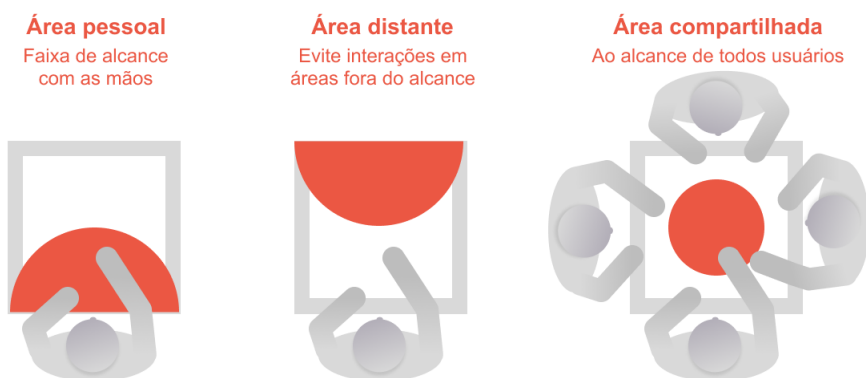 Área pessoal
Faixa de alcance
com as mãos
Área distante
Evite interações em
áreas fora do alcance
Área compartilhada
Ao alcance de todos usuários